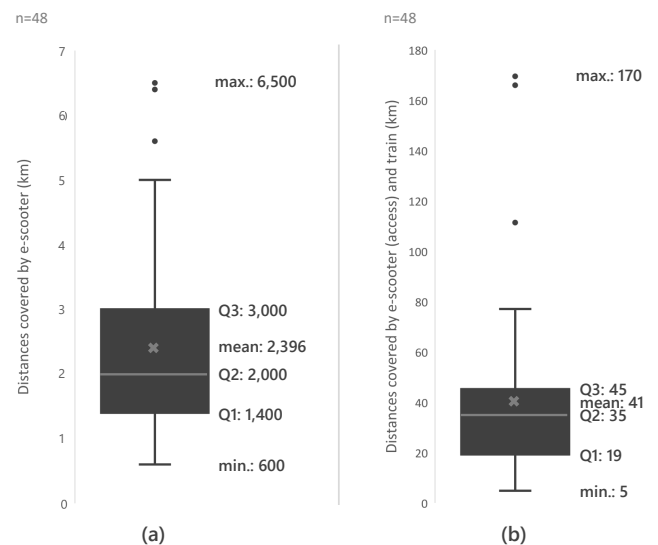 n=48
Distances covered by e-scooter (km)
7
6
5
4
3
2
1
0
max.: 6,500
Q3: 3,000
mean: 2,396
Q2: 2,000
Q1: 1,400
min.: 600
(a)
n=48
Distances covered by e-scooter (access) and train (km)
180
160
140
120
100
80
60
40
20
0
max.: 170
Q3: 45
mean: 41
Q2: 35
Q1: 19
min.: 5
(b)